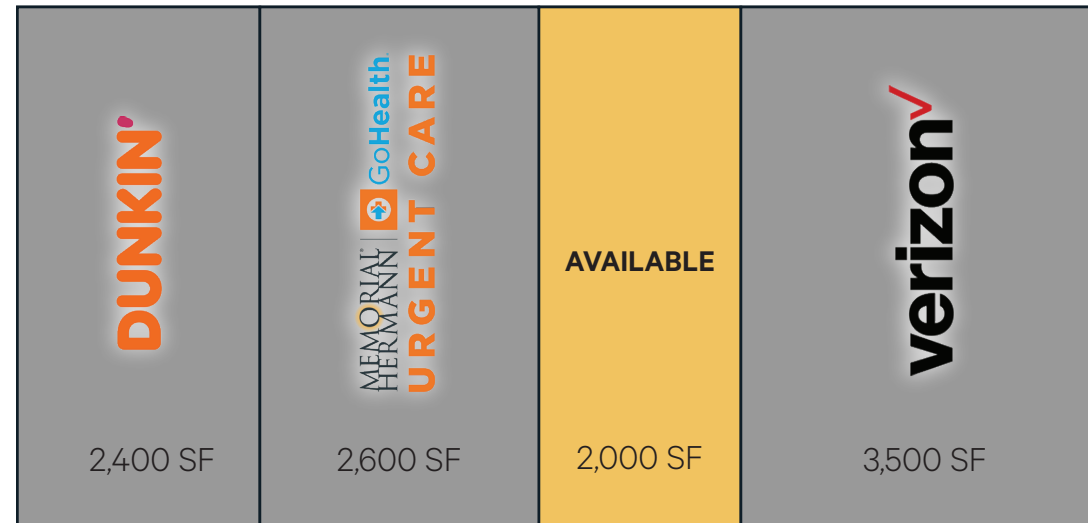 DUNKIN'
2,400 SF
MEMORIAL
HERMANN
GoHealth
URGENT CARE
2,600 SF
AVAILABLE
2,000 SF
verizon
3,500 SF